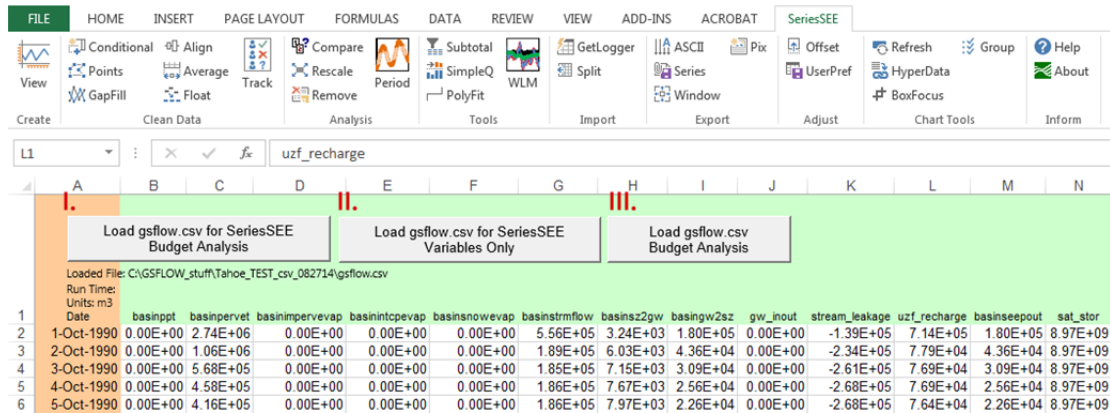 FILE HOME INSERT PAGE LAYOUT FORMULAS DATA REVIEW VIEW ADD-INS ACROBAT SeriesSEE
View
Create
Conditional Align
Points Average Track
GapFill Float
Clean Data
Compare
Rescale Period
Remove
Analysis
Subtotal
SimpleQ WLM
PolyFit
Tools
GetLogger
Split
Import
ASCII Pix
Series
Window
Export
Offset
UserPref
Adjust
Refresh Group
HyperData
BoxFocus
Chart Tools
Help
About
Inform
L1 fx uzf_recharge
A B C D E F G H I J K L M N
I. II. III.
Load gsflow.csv for SeriesSEE
Budget Analysis
Load gsflow.csv for SeriesSEE
Variables Only
Load gsflow.csv
Budget Analysis
Loaded File: C:\GSFLOW_stuff\Tahoe_TEST_csv_082714\gsflow.csv
Run Time:
Units: m3
1 Date basinppt basinpervet basinimpervevap basinintcpevap basinsnowevap basinstrmflow basinsz2gw basingw2sz gw_inout stream_leakage uzf_recharge basinseepout sat_stor
2 1-Oct-1990 0.00E+00 2.74E+06 0.00E+00 0.00E+00 0.00E+00 5.56E+05 3.24E+03 1.80E+05 0.00E+00 -1.39E+05 7.14E+05 1.80E+05 8.97E+09
3 2-Oct-1990 0.00E+00 1.06E+06 0.00E+00 0.00E+00 0.00E+00 1.89E+05 6.03E+03 4.36E+04 0.00E+00 -2.34E+05 7.79E+04 4.36E+04 8.97E+09
4 3-Oct-1990 0.00E+00 5.68E+05 0.00E+00 0.00E+00 0.00E+00 1.85E+05 7.15E+03 3.09E+04 0.00E+00 -2.61E+05 7.69E+04 3.09E+04 8.97E+09
5 4-Oct-1990 0.00E+00 4.58E+05 0.00E+00 0.00E+00 0.00E+00 1.86E+05 7.67E+03 2.56E+04 0.00E+00 -2.68E+05 7.69E+04 2.56E+04 8.97E+09
6 5-Oct-1990 0.00E+00 4.16E+05 0.00E+00 0.00E+00 0.00E+00 1.86E+05 7.97E+03 2.26E+04 0.00E+00 -2.68E+05 7.64E+04 2.26E+04 8.97E+09